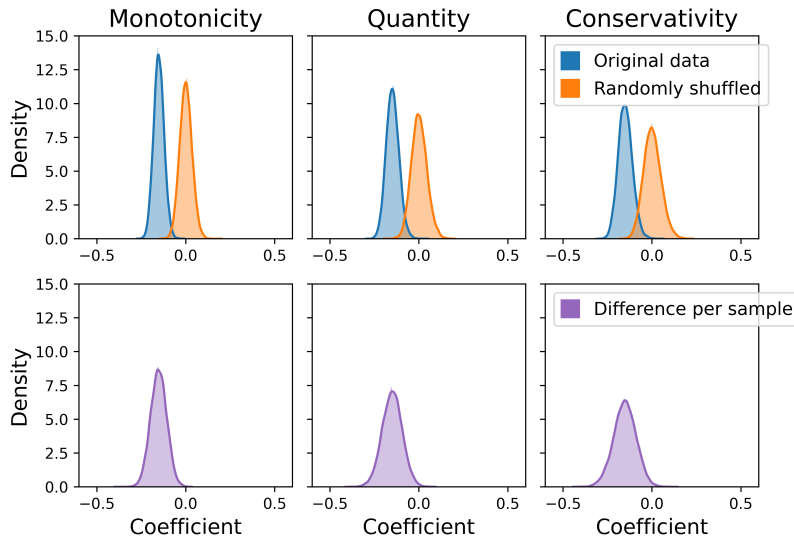 Monotonicity Quantity Conservativity
15.0
12.5
10.0
7.5
5.0
2.5
0.0
Density
−0.5 0.0 0.5
−0.5 0.0 0.5
−0.5 0.0 0.5
Original data
Randomly shuffled
15.0
12.5
10.0
7.5
5.0
2.5
0.0
Density
−0.5 0.0 0.5
−0.5 0.0 0.5
−0.5 0.0 0.5
Difference per sample
Coefficient Coefficient Coefficient